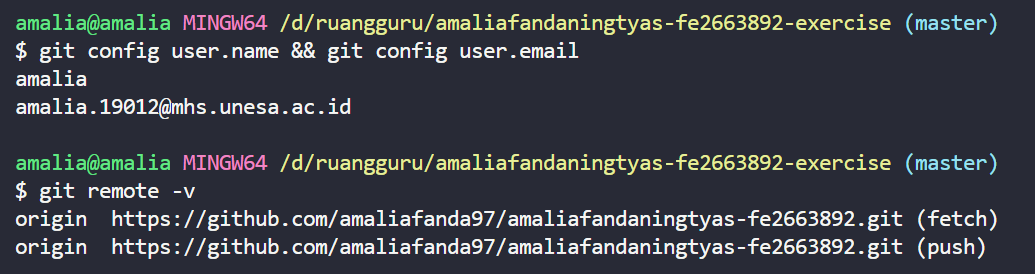 amalia@amalia MINGW64 /d/ruangguru/amaliafandaningtyas-fe2663892-exercise (master)
$ git config user.name && git config user.email
amalia
amalia.19012@mhs.unesa.ac.id
amalia@amalia MINGW64 /d/ruangguru/amaliafandaningtyas-fe2663892-exercise (master)
$ git remote -v
origin  https://github.com/amaliafanda97/amaliafandaningtyas-fe2663892.git (fetch)
origin  https://github.com/amaliafanda97/amaliafandaningtyas-fe2663892.git (push)